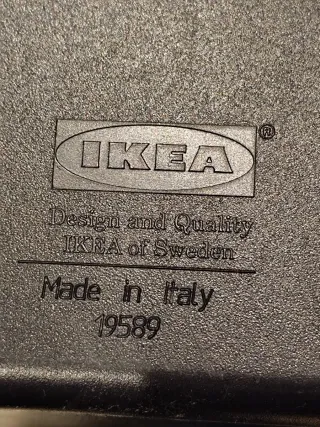 IKEA®
Design and Quality
IKEA of Sweden
Made in Italy
19589